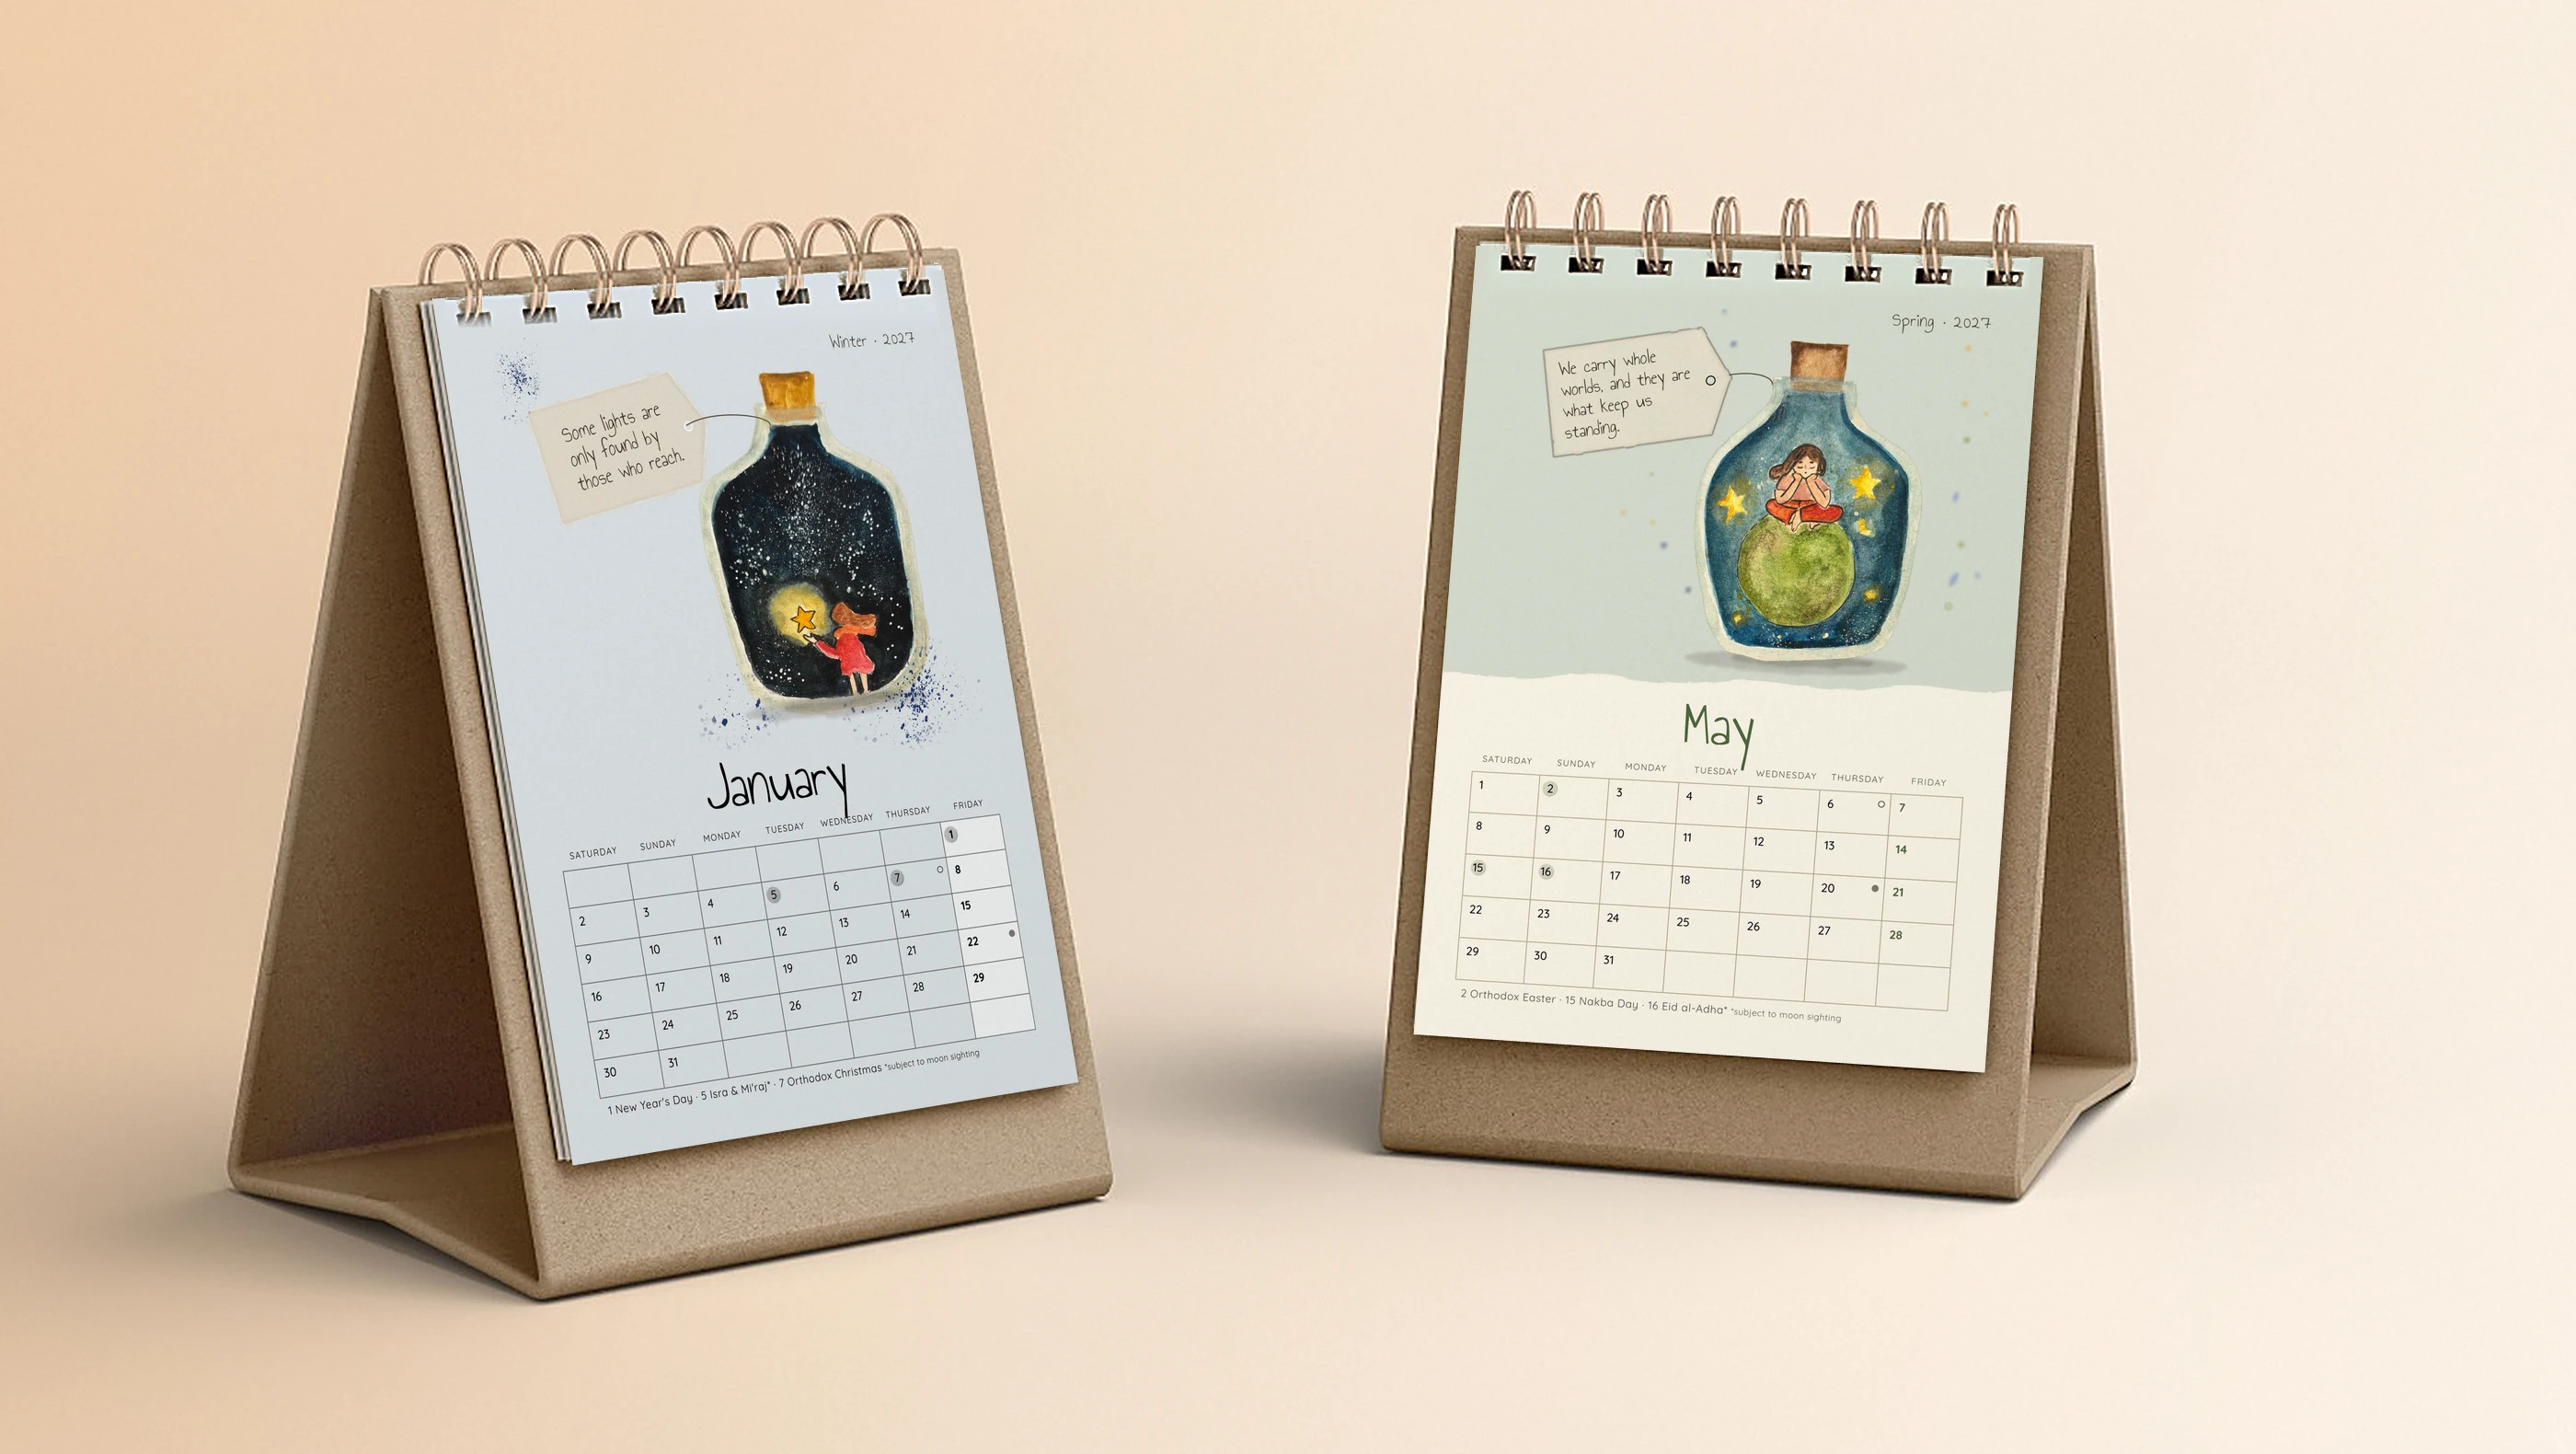 Winter · 2027
Some lights are
only found by
those who reach.
January
SATURDAY SUNDAY MONDAY TUESDAY WEDNESDAY THURSDAY FRIDAY
1
2 3 4 5 6 7 8
9 10 11 12 13 14 15
16 17 18 19 20 21 22
23 24 25 26 27 28 29
30 31
1 New Year's Day · 5 Isra & Mi'raj* · 7 Orthodox Christmas *subject to moon sighting
Spring · 2027
We carry whole
worlds, and they are
what keep us
standing.
May
SATURDAY SUNDAY MONDAY TUESDAY WEDNESDAY THURSDAY FRIDAY
1 2 3 4 5 6 7
8 9 10 11 12 13 14
15 16 17 18 19 20 21
22 23 24 25 26 27 28
29 30 31
2 Orthodox Easter · 15 Nakba Day · 16 Eid al-Adha* *subject to moon sighting